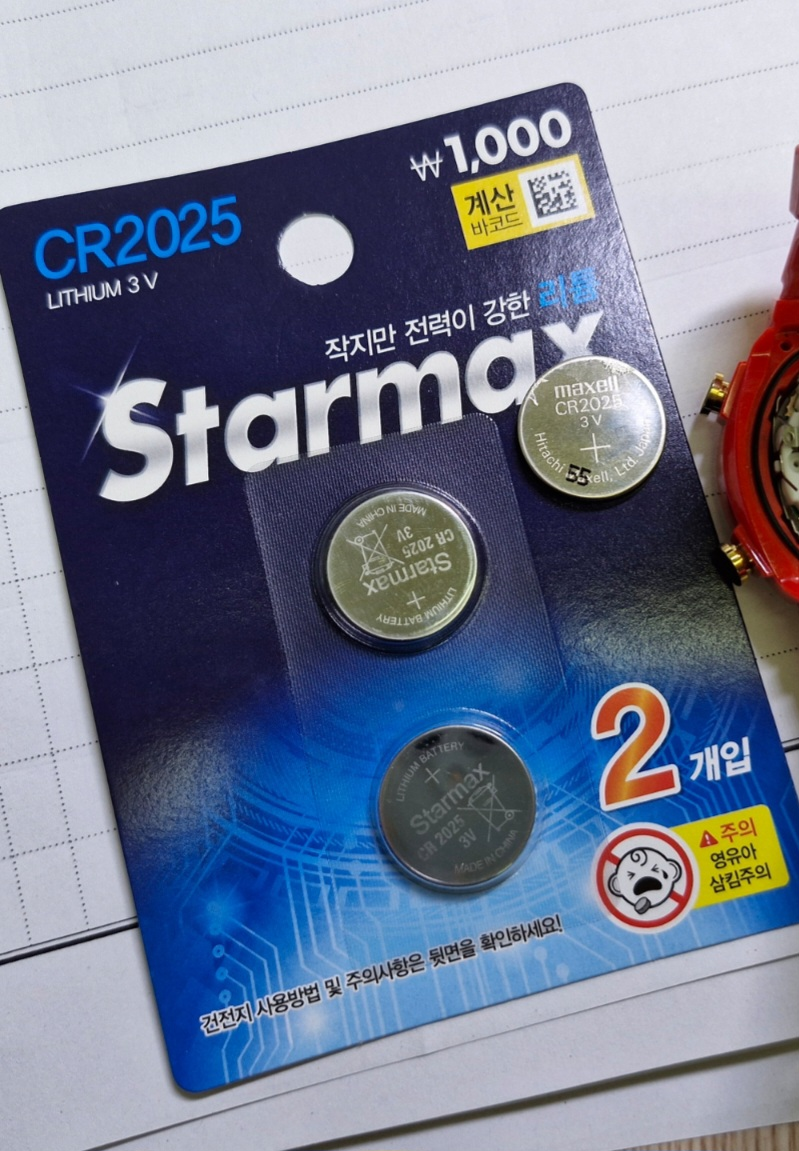 ₩1,000
계산
바코드
CR2025
LITHIUM 3 V
작지만 전력이 강한 리튬
Starmax
maxell
CR2025
3 V
+
Hitachi Maxell, Ltd. Japan
55
MADE IN CHINA
CR 2025
3V
Starmax
+
LITHIUM BATTERY
LITHIUM BATTERY
+
Starmax
CR 2025
3V
MADE IN CHINA
2 개입
주의
영유아
삼킴주의
건전지 사용방법 및 주의사항은 뒷면을 확인하세요!